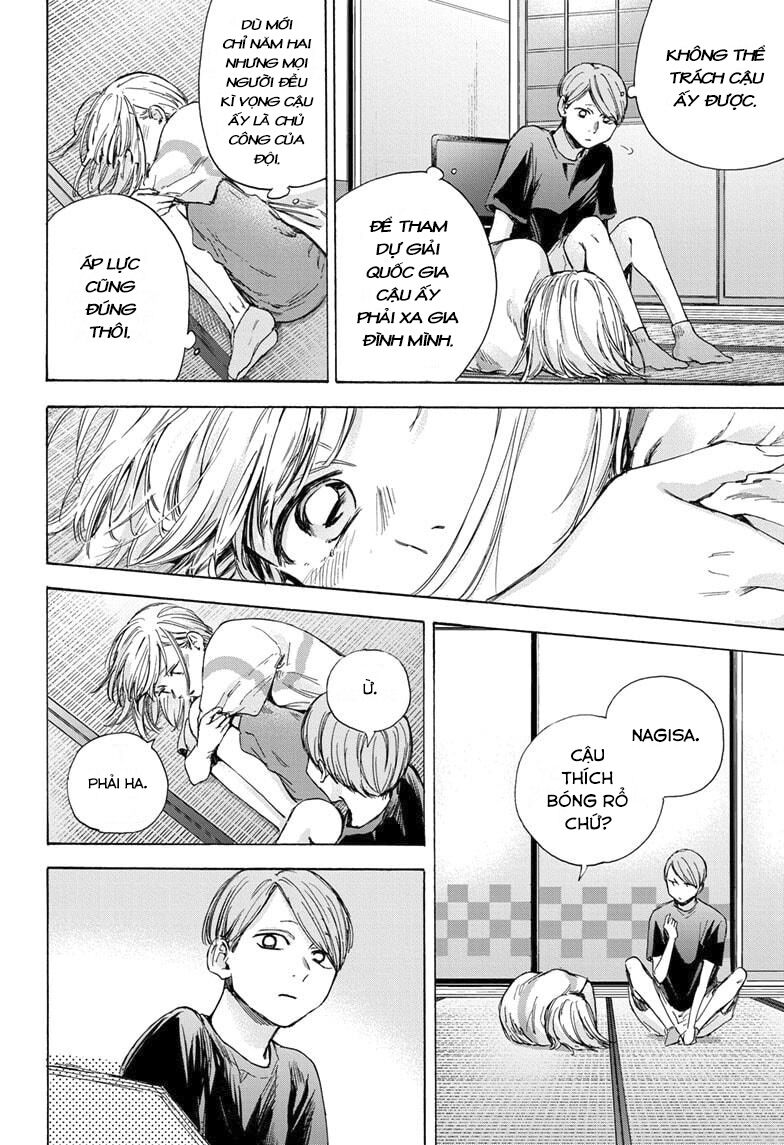 KHÔNG THỂ
TRÁCH CẬU
ẤY ĐƯỢC.
ĐỂ THAM
DỰ GIẢI
QUỐC GIA
CẬU ẤY
PHẢI XA GIA
ĐÌNH MÌNH.
DÙ MỚI
CHỈ NĂM HAI
NHƯNG MỌI
NGƯỜI ĐỀU
KÌ VỌNG CẬU
ẤY LÀ CHỦ
CÔNG CỦA
ĐỘI.
ÁP LỰC
CŨNG
ĐÚNG
THÔI.
NAGISA.
CẬU
THÍCH
BÓNG RỔ
CHỨ?
Ừ.
PHẢI HA.